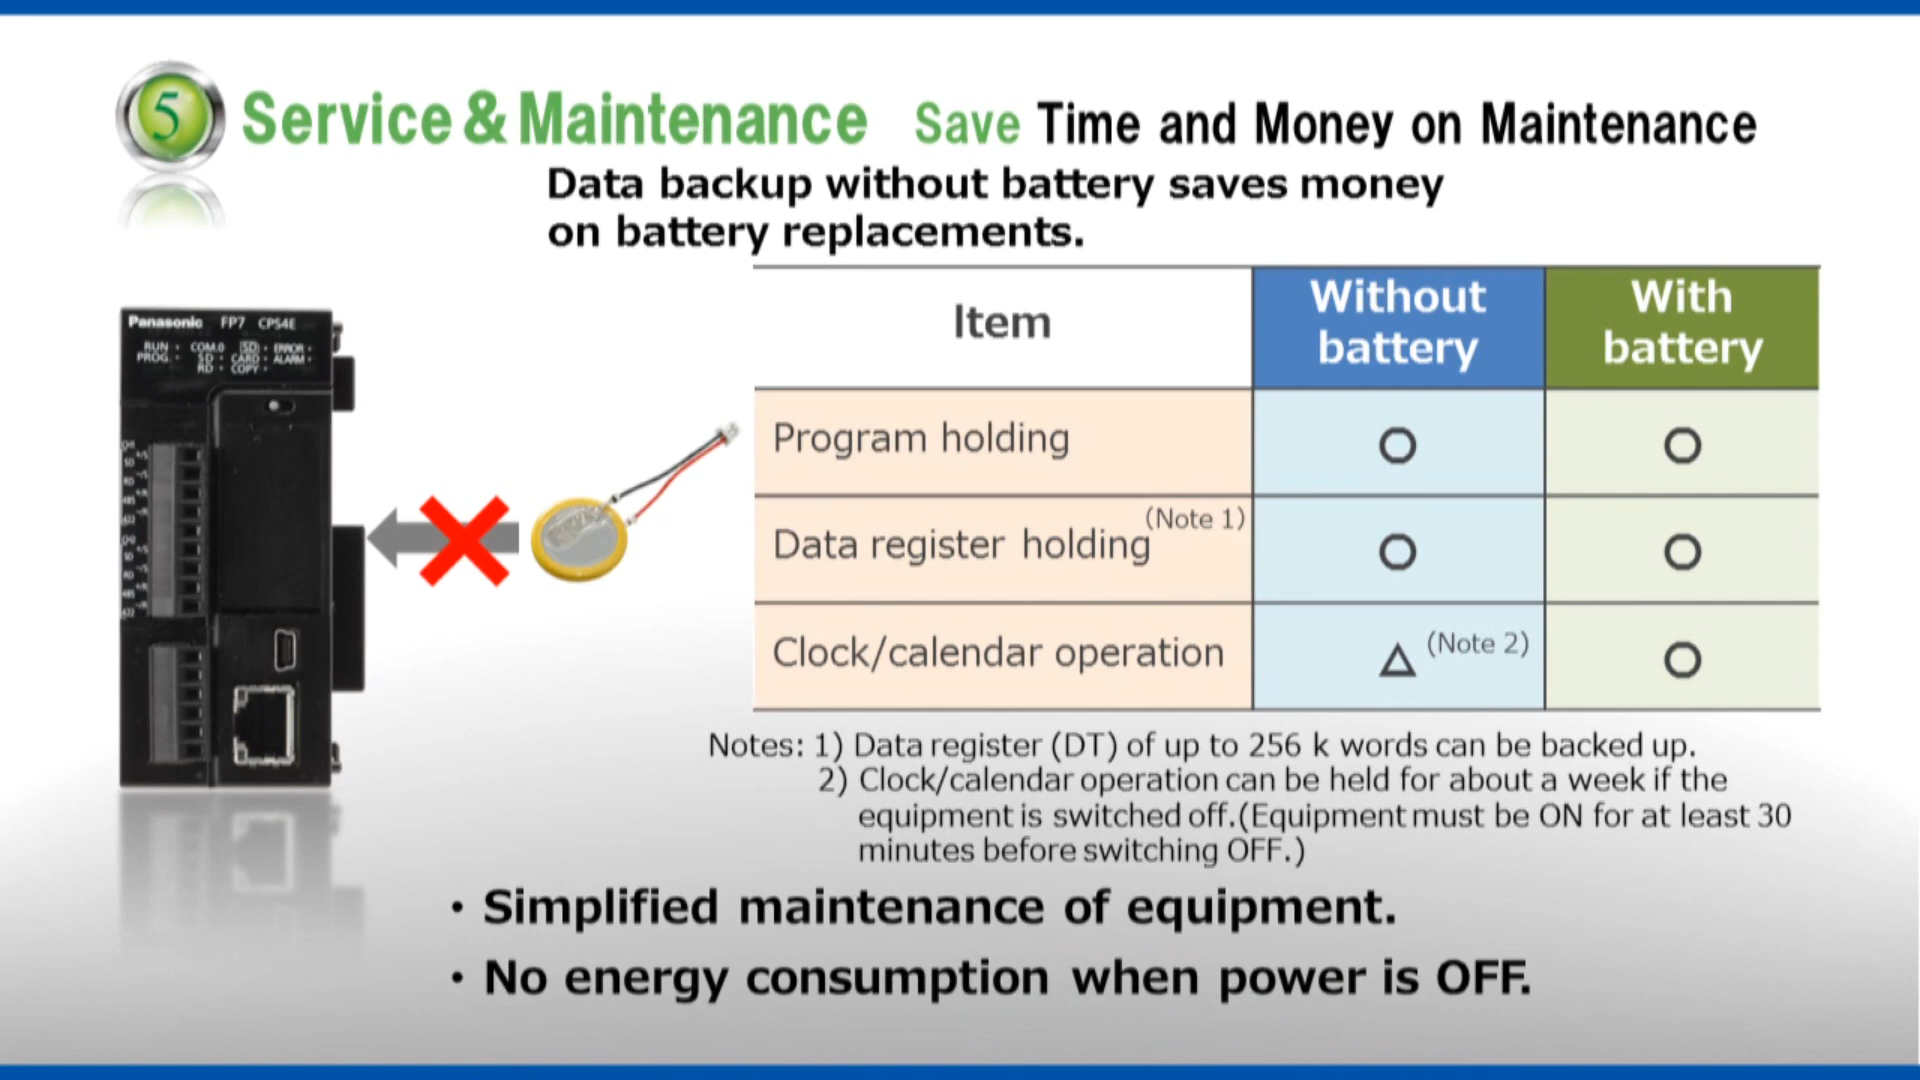 5 Service & Maintenance Save Time and Money on Maintenance
Data backup without battery saves money
on battery replacements.
Panasonic FP7 CPS4E
RUN COM.0 SD ERROR
PROG. SD CARD ALARM
RD COPY
Item Without battery With battery
Program holding ○ ○
Data register holding (Note 1) ○ ○
Clock/calendar operation △ (Note 2) ○
Notes: 1) Data register (DT) of up to 256 k words can be backed up.
2) Clock/calendar operation can be held for about a week if the
equipment is switched off.(Equipment must be ON for at least 30
minutes before switching OFF.)
・Simplified maintenance of equipment.
・No energy consumption when power is OFF.